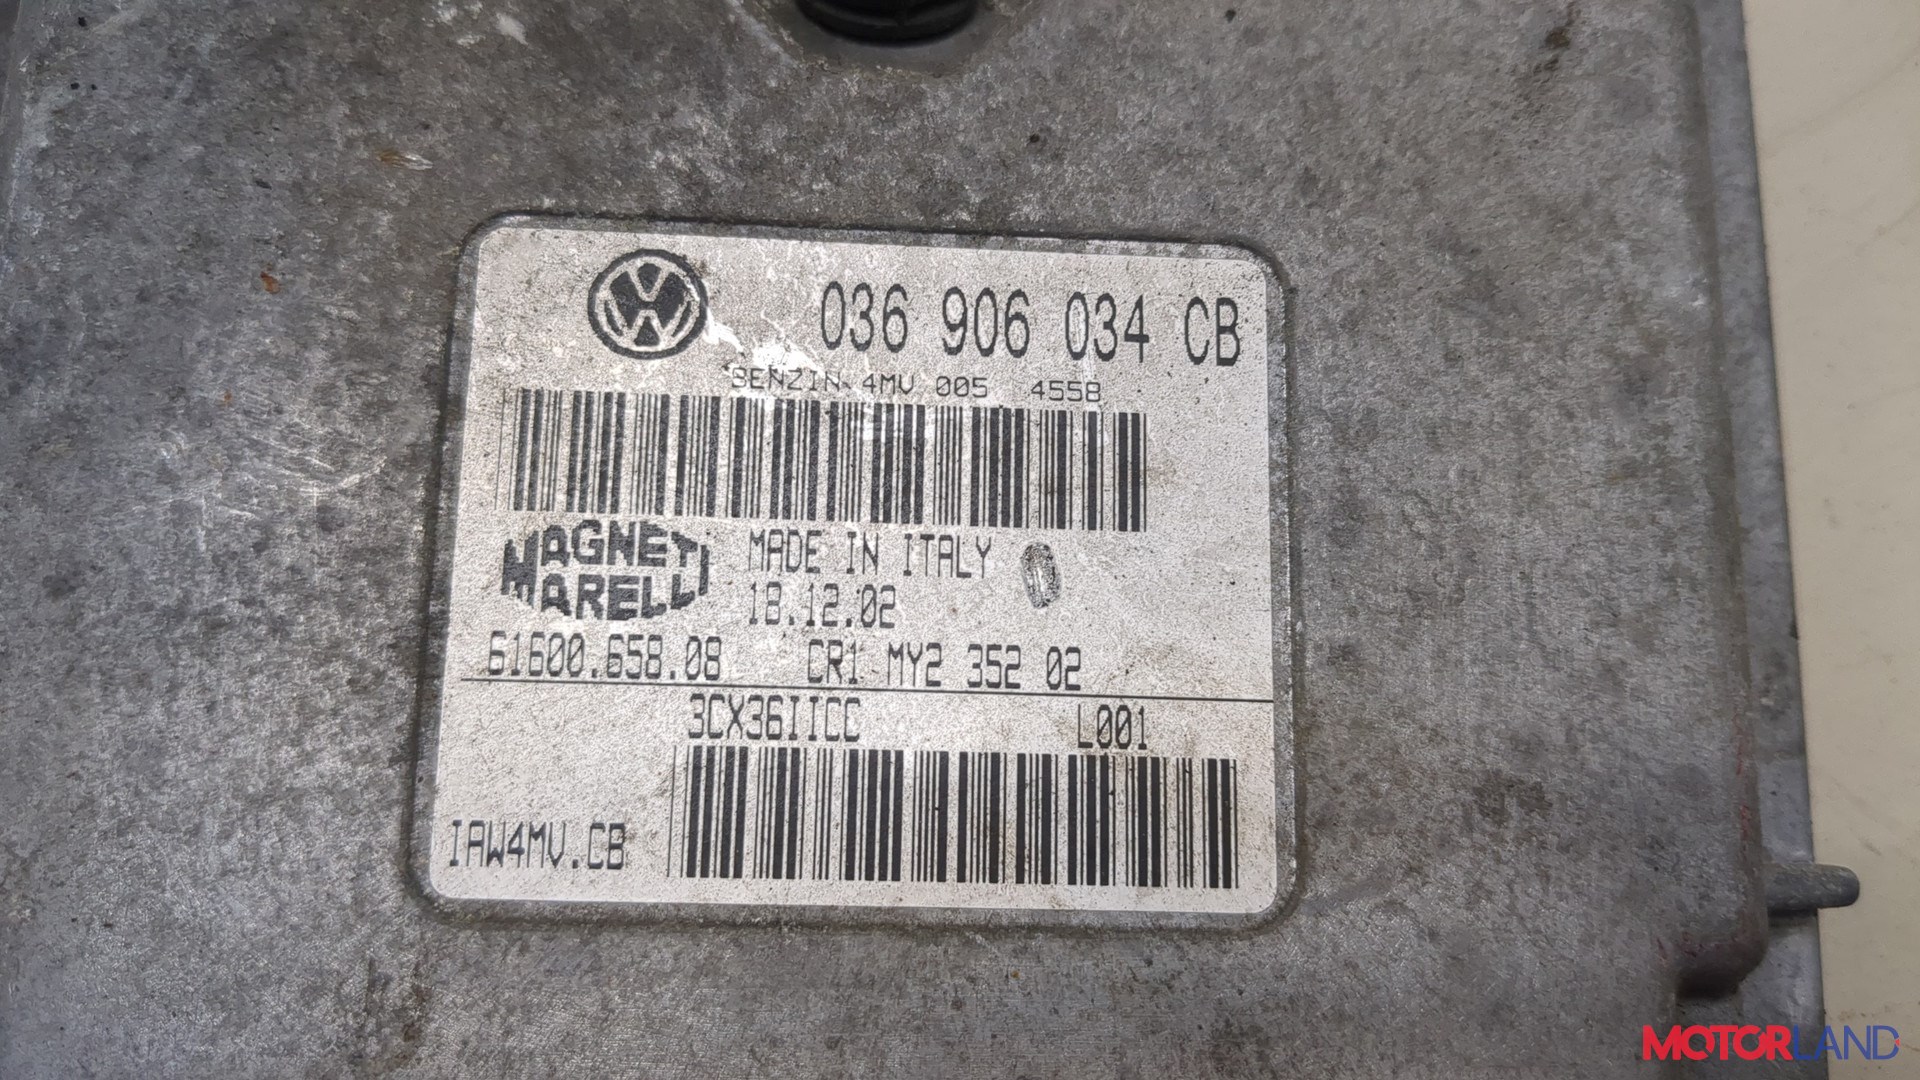 036 906 034 CB
BENZIN 4MV 005 4558
MAGNETI MARELLI
MADE IN ITALY
18.12.02
61600.658.08 CR1 MY2 352 02
3CX36IICC L001
IAW4MV.CB
MOTORLAND